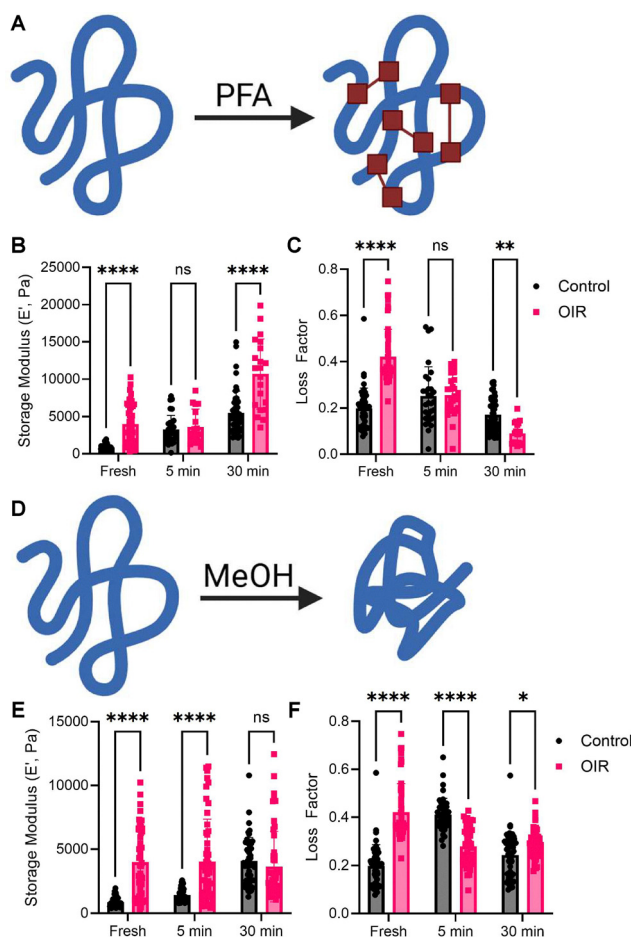 A
PFA
B
Storage Modulus (E', Pa)
25000
20000
15000
10000
5000
0
****
ns
****
Fresh
5 min
30 min
C
Loss Factor
0.8
0.6
0.4
0.2
0.0
****
ns
**
Fresh
5 min
30 min
Control
OIR
D
MeOH
E
Storage Modulus (E', Pa)
15000
10000
5000
0
****
****
ns
Fresh
5 min
30 min
F
Loss Factor
0.8
0.6
0.4
0.2
0.0
****
****
*
Fresh
5 min
30 min
Control
OIR